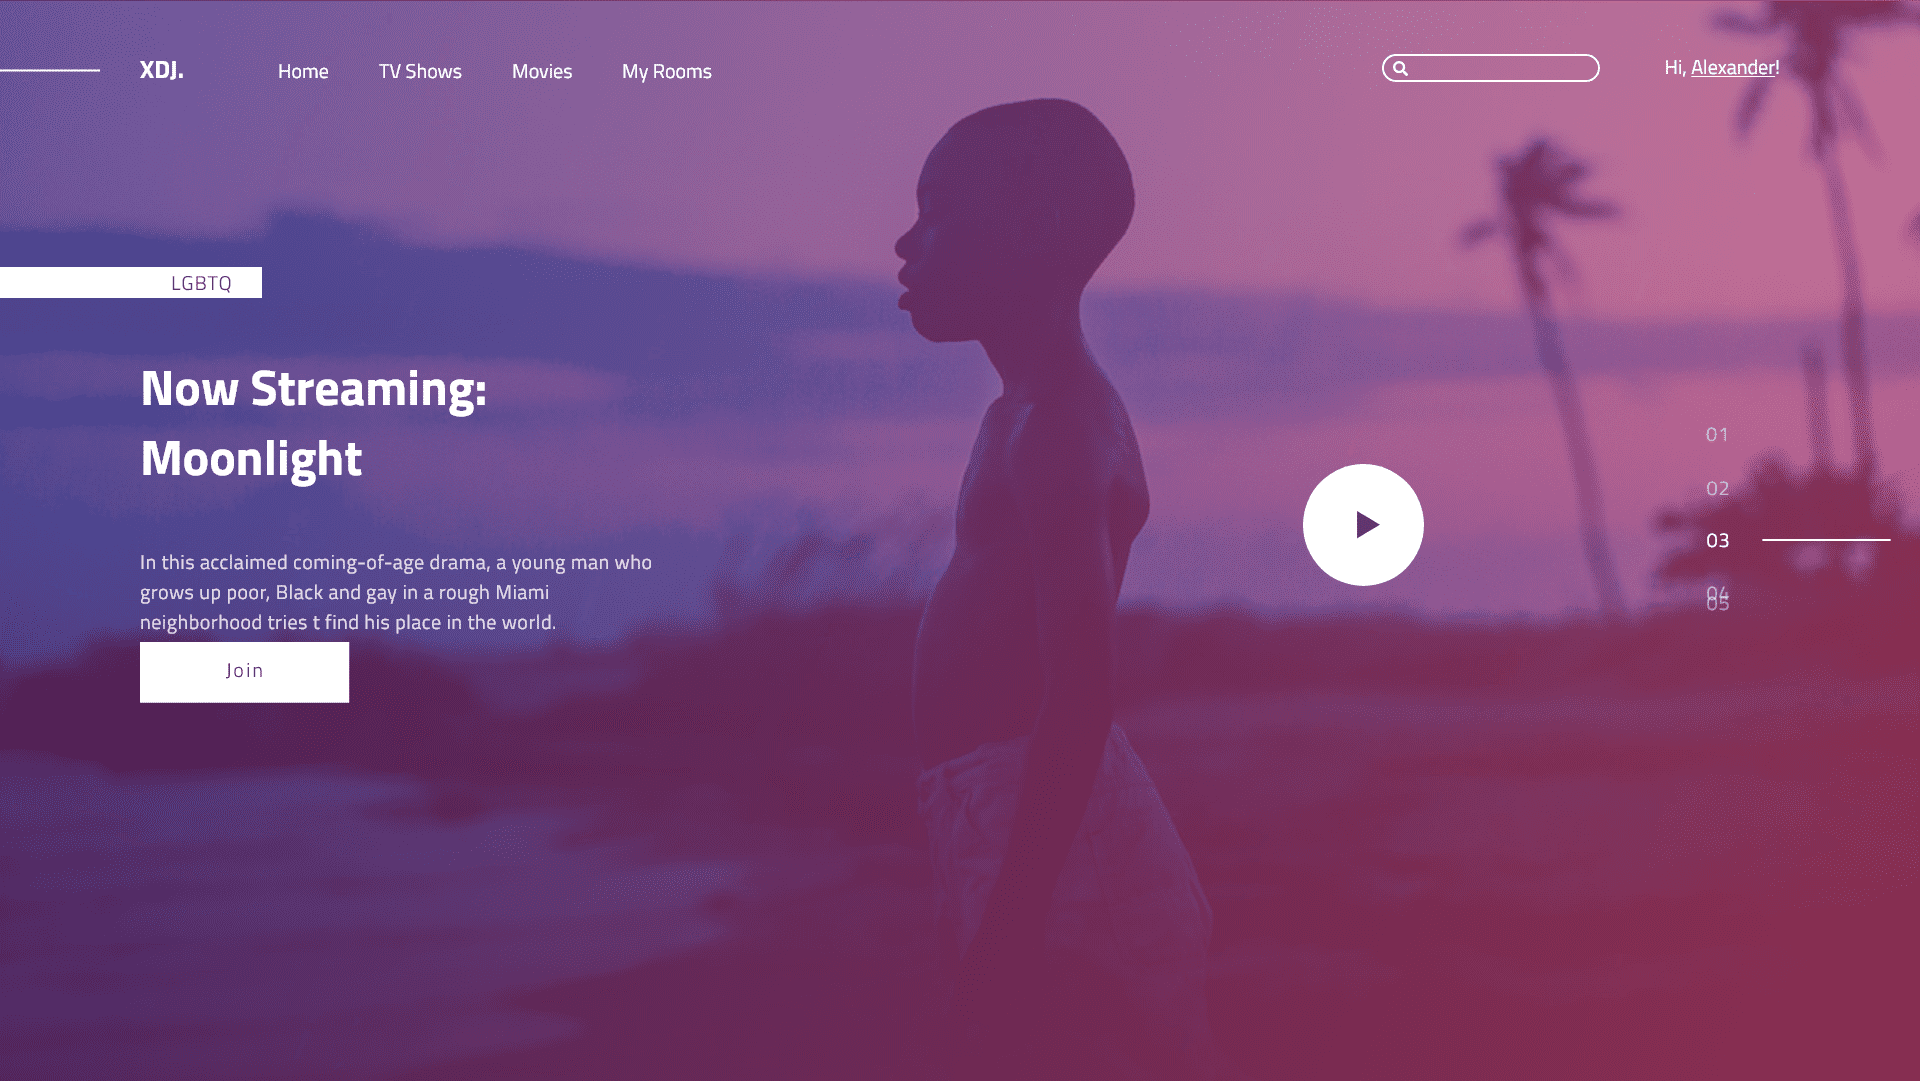 XDJ.
Home
TV Shows
Movies
My Rooms
Hi, Alexander!
LGBTQ
Now Streaming:
Moonlight
In this acclaimed coming-of-age drama, a young man who
grows up poor, Black and gay in a rough Miami
neighborhood tries t find his place in the world.
Join
01
02
03
04
05